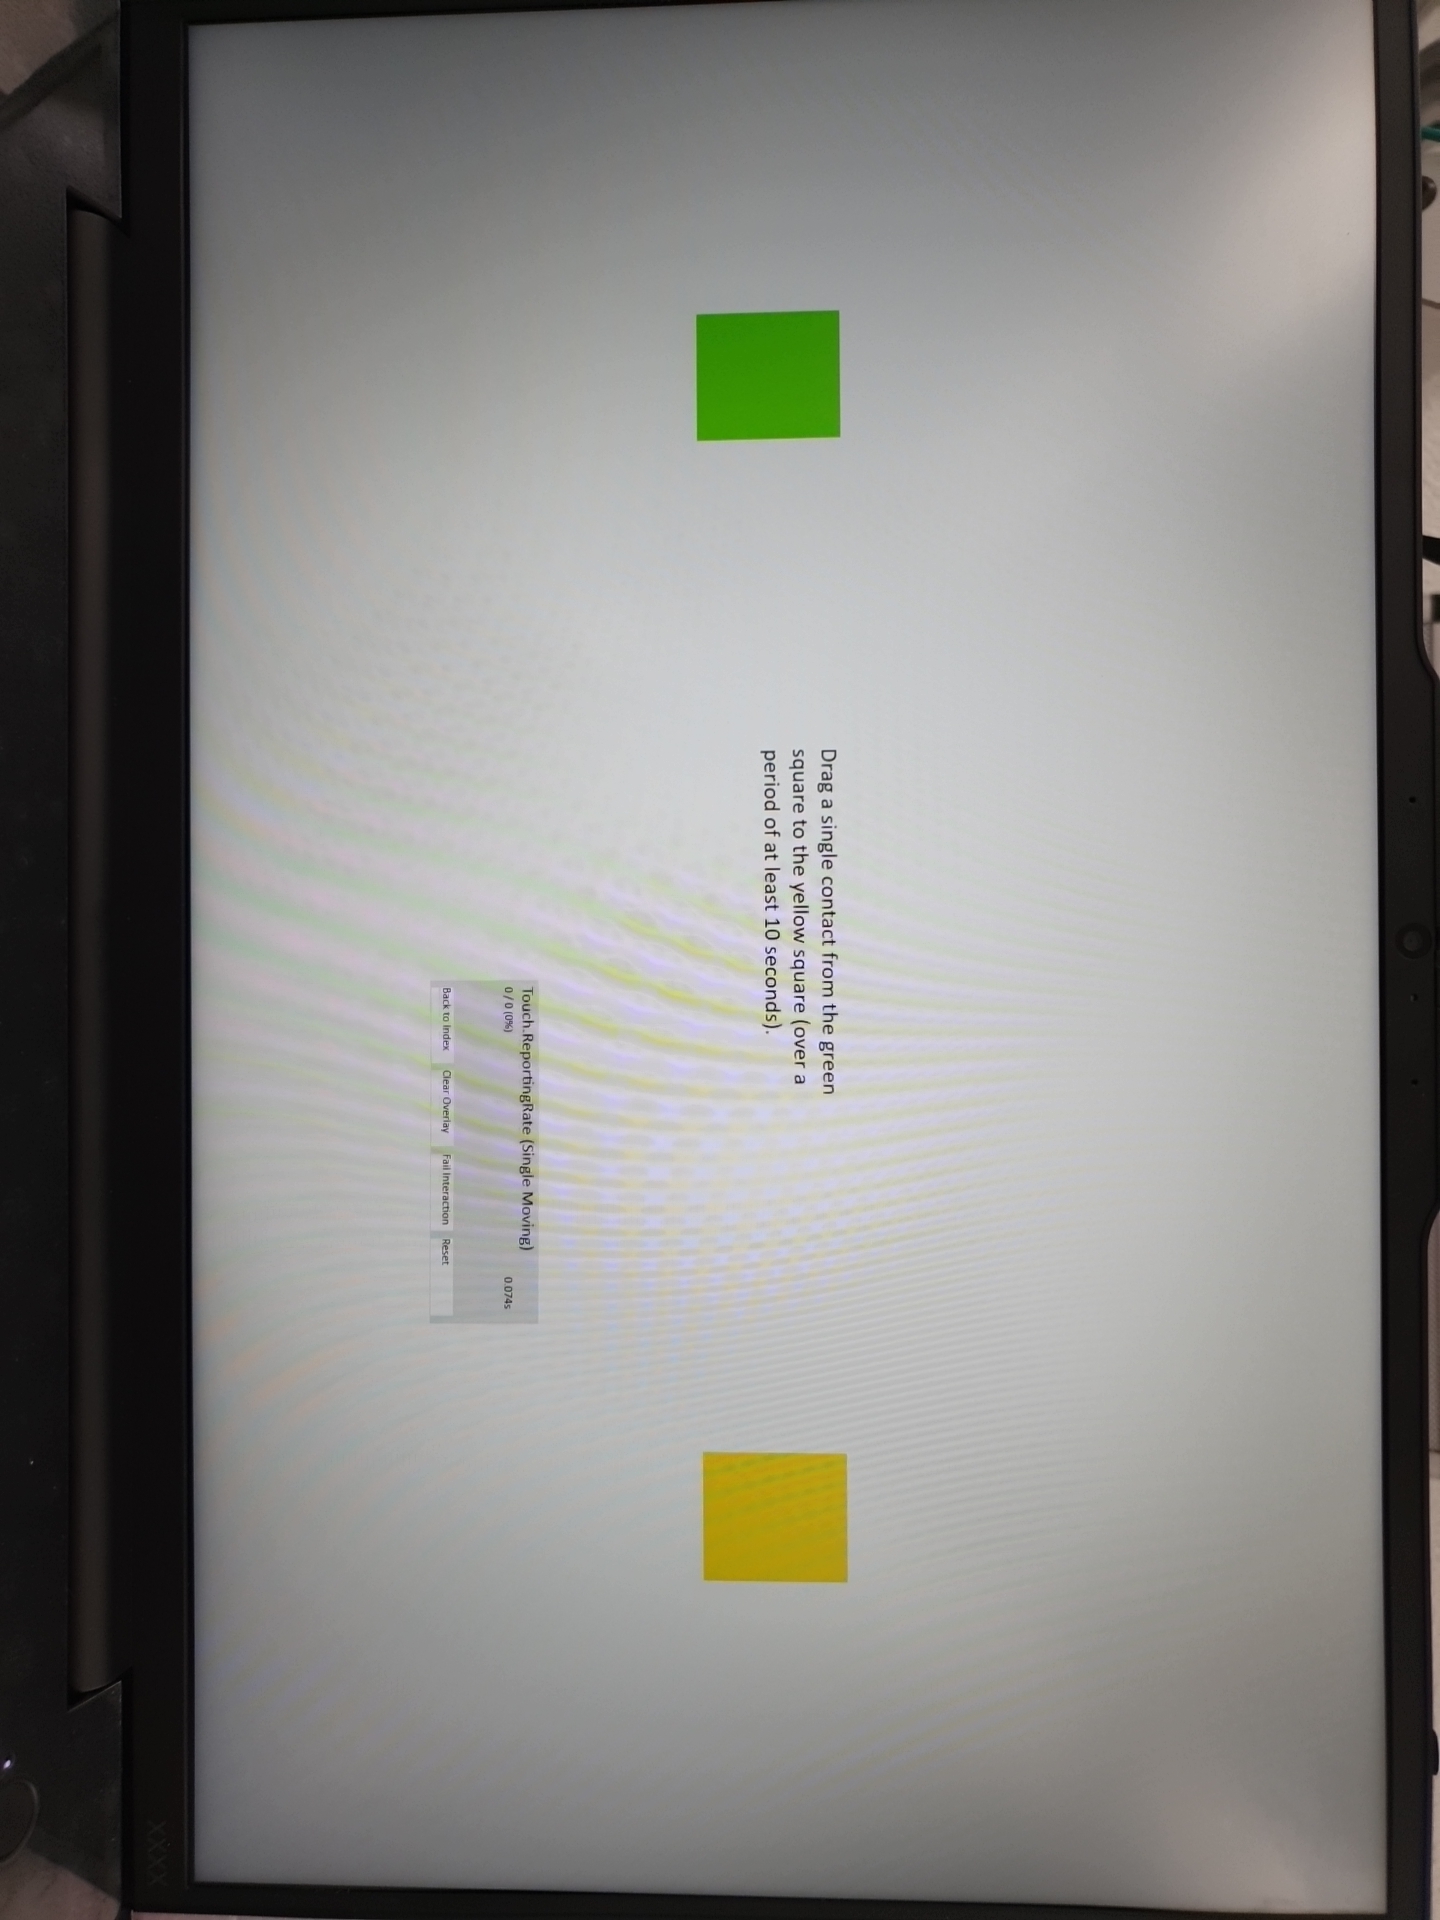 Drag a single contact from the green
square to the yellow square (over a
period of at least 10 seconds).
Touch.ReportingRate (Single Moving)
0 / 0 (0%) 0.074s
Back to Index Clear Overlay Fail Interaction Reset
XXXX